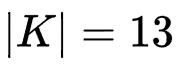 |K| = 13